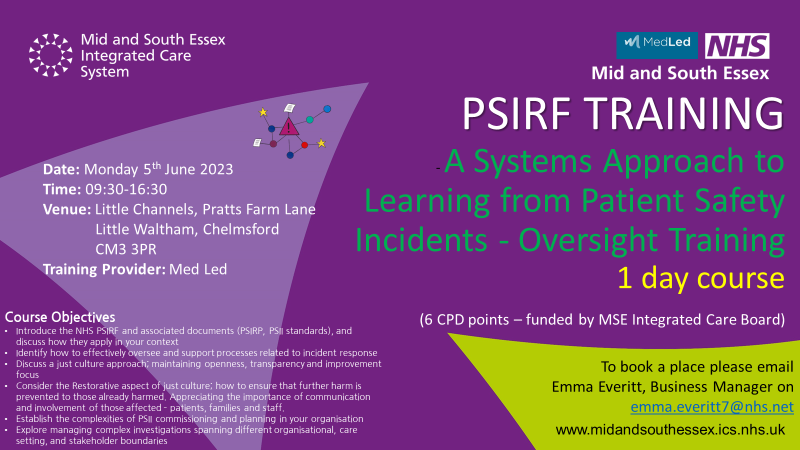 Mid and South Essex
Integrated Care
System
MedLed
NHS
Mid and South Essex
PSIRF TRAINING
- A Systems Approach to
Learning from Patient Safety
Incidents - Oversight Training
1 day course
(6 CPD points – funded by MSE Integrated Care Board)
Date: Monday 5th June 2023
Time: 09:30-16:30
Venue: Little Channels, Pratts Farm Lane
Little Waltham, Chelmsford
CM3 3PR
Training Provider: Med Led
Course Objectives
• Introduce the NHS PSIRF and associated documents (PSIRP, PSII standards), and
discuss how they apply in your context
• Identify how to effectively oversee and support processes related to incident response
• Discuss a just culture approach; maintaining openness, transparency and improvement
focus
• Consider the Restorative aspect of just culture; how to ensure that further harm is
prevented to those already harmed. Appreciating the importance of communication
and involvement of those affected - patients, families and staff.
• Establish the complexities of PSII commissioning and planning in your organisation
• Explore managing complex investigations spanning different organisational, care
setting, and stakeholder boundaries
To book a place please email
Emma Everitt, Business Manager on
emma.everitt7@nhs.net
www.midandsouthessex.ics.nhs.uk